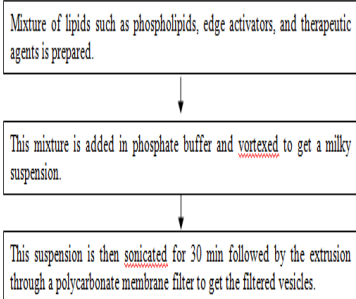 Mixture of lipids such as phospholipids, edge activators, and therapeutic
agents is prepared.
This mixture is added in phosphate buffer and vortexed to get a milky
suspension.
This suspension is then sonicated for 30 min followed by the extrusion
through a polycarbonate membrane filter to get the filtered vesicles.